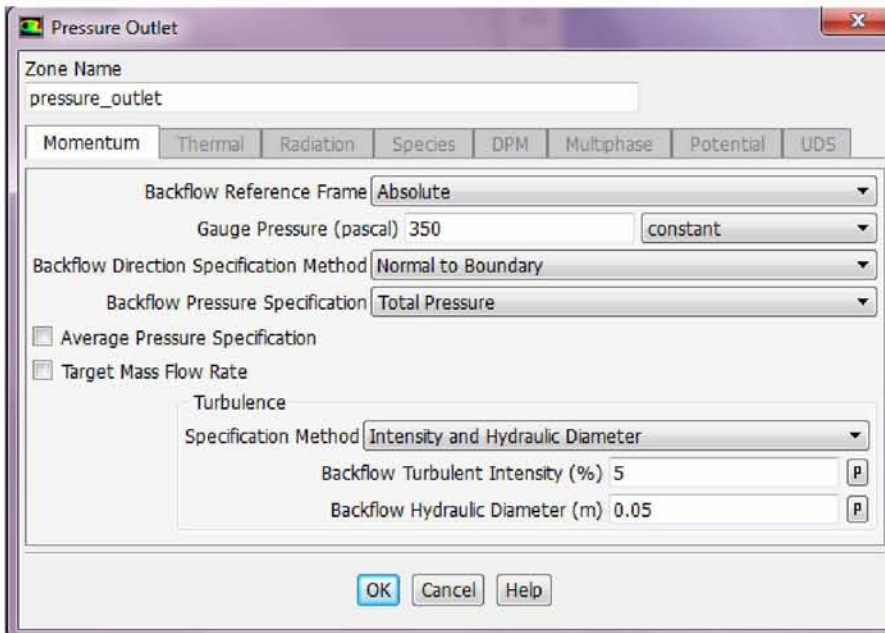 Pressure Outlet
Zone Name
pressure_outlet
Momentum Thermal Radiation Species DPM Multiphase Potential UDS
Backflow Reference Frame Absolute
Gauge Pressure (pascal) 350 constant
Backflow Direction Specification Method Normal to Boundary
Backflow Pressure Specification Total Pressure
Average Pressure Specification
Target Mass Flow Rate
Turbulence
Specification Method Intensity and Hydraulic Diameter
Backflow Turbulent Intensity (%) 5 P
Backflow Hydraulic Diameter (m) 0.05 P
OK Cancel Help